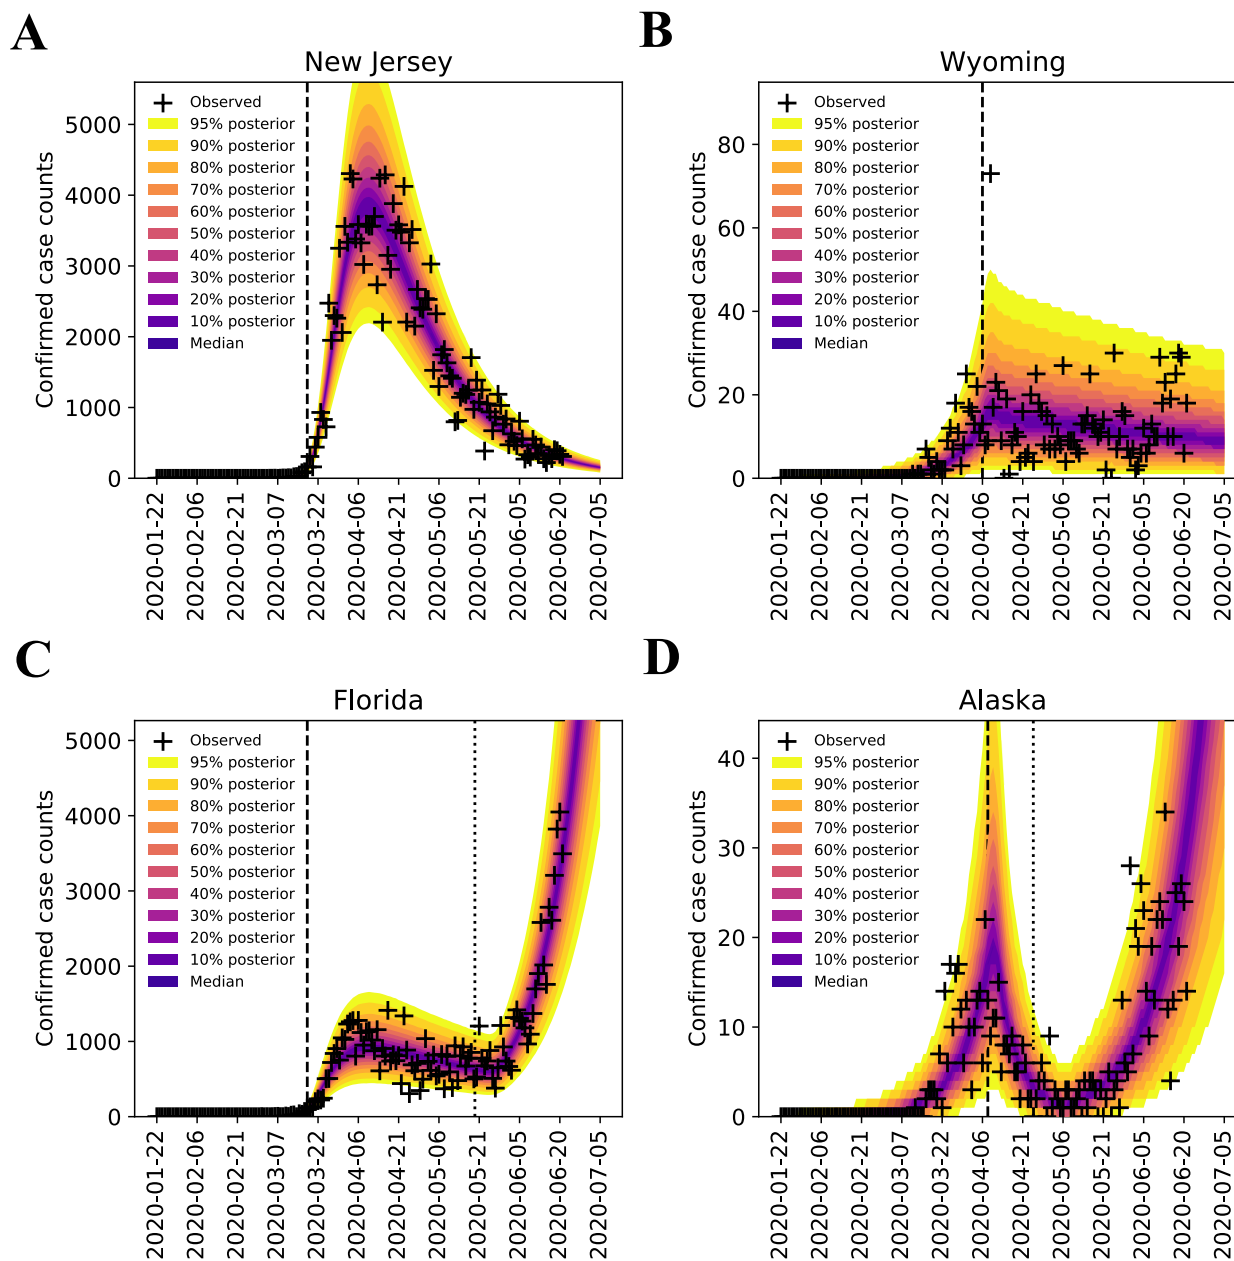 A
New Jersey
Confirmed case counts
5000
4000
3000
2000
1000
0
Observed
95% posterior
90% posterior
80% posterior
70% posterior
60% posterior
50% posterior
40% posterior
30% posterior
20% posterior
10% posterior
Median
2020-01-22
2020-02-06
2020-02-21
2020-03-07
2020-03-22
2020-04-06
2020-04-21
2020-05-06
2020-05-21
2020-06-05
2020-06-20
2020-07-05
B
Wyoming
Confirmed case counts
80
60
40
20
0
Observed
95% posterior
90% posterior
80% posterior
70% posterior
60% posterior
50% posterior
40% posterior
30% posterior
20% posterior
10% posterior
Median
2020-01-22
2020-02-06
2020-02-21
2020-03-07
2020-03-22
2020-04-06
2020-04-21
2020-05-06
2020-05-21
2020-06-05
2020-06-20
2020-07-05
C
Florida
Confirmed case counts
5000
4000
3000
2000
1000
0
Observed
95% posterior
90% posterior
80% posterior
70% posterior
60% posterior
50% posterior
40% posterior
30% posterior
20% posterior
10% posterior
Median
2020-01-22
2020-02-06
2020-02-21
2020-03-07
2020-03-22
2020-04-06
2020-04-21
2020-05-06
2020-05-21
2020-06-05
2020-06-20
2020-07-05
D
Alaska
Confirmed case counts
40
30
20
10
0
Observed
95% posterior
90% posterior
80% posterior
70% posterior
60% posterior
50% posterior
40% posterior
30% posterior
20% posterior
10% posterior
Median
2020-01-22
2020-02-06
2020-02-21
2020-03-07
2020-03-22
2020-04-06
2020-04-21
2020-05-06
2020-05-21
2020-06-05
2020-06-20
2020-07-05